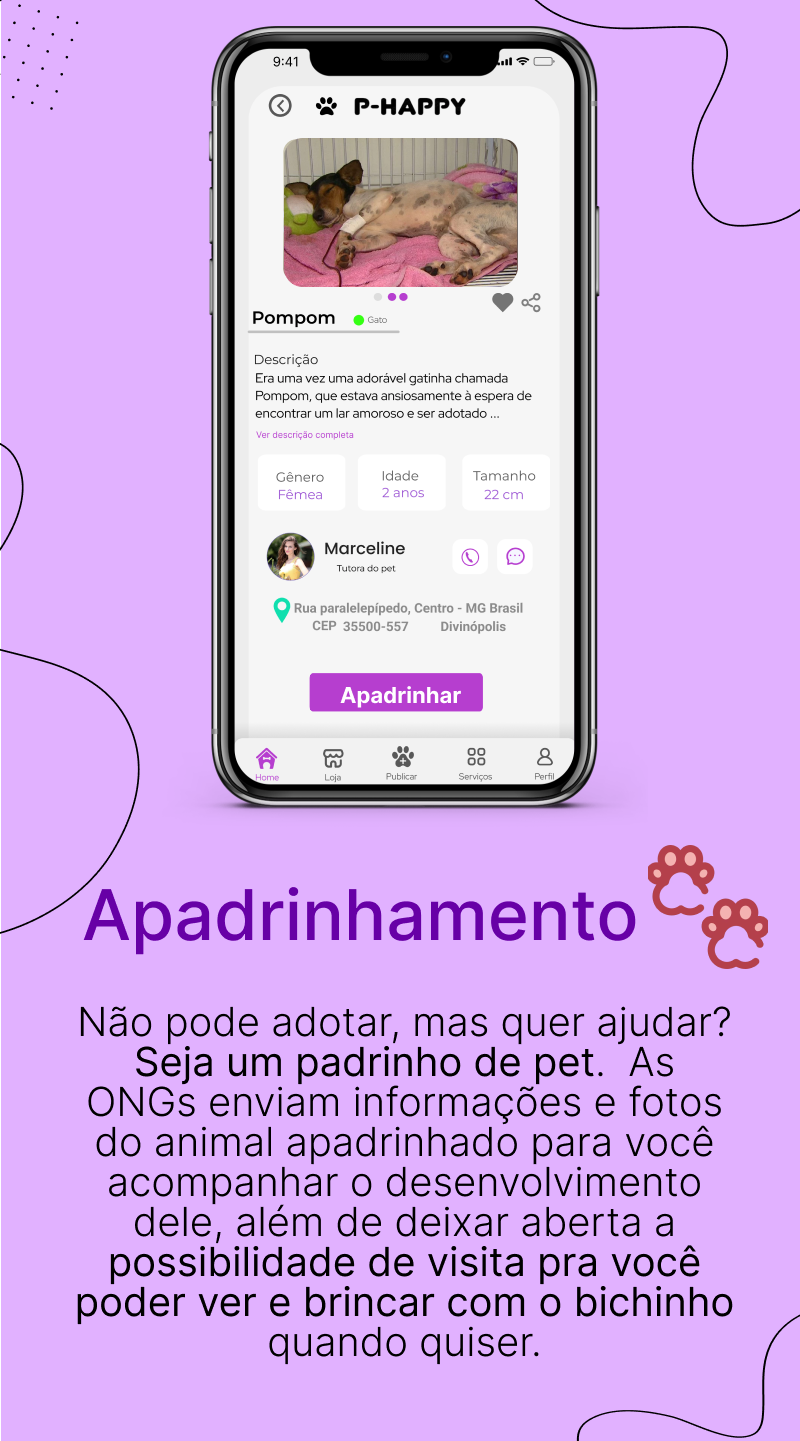 9:41
P-HAPPY
Pompom
Gato
Descrição
Era uma vez uma adorável gatinha chamada
Pompom, que estava ansiosamente à espera de
encontrar um lar amoroso e ser adotado ...
Ver descrição completa
Gênero
Fêmea
Idade
2 anos
Tamanho
22 cm
Marceline
Tutora do pet
Rua paralelepípedo, Centro - MG Brasil
CEP 35500-557 Divinópolis
Apadrinhar
Home
Loja
Publicar
Serviços
Perfil
Apadrinhamento
Não pode adotar, mas quer ajudar?
Seja um padrinho de pet. As
ONGs enviam informações e fotos
do animal apadrinhado para você
acompanhar o desenvolvimento
dele, além de deixar aberta a
possibilidade de visita pra você
poder ver e brincar com o bichinho
quando quiser.